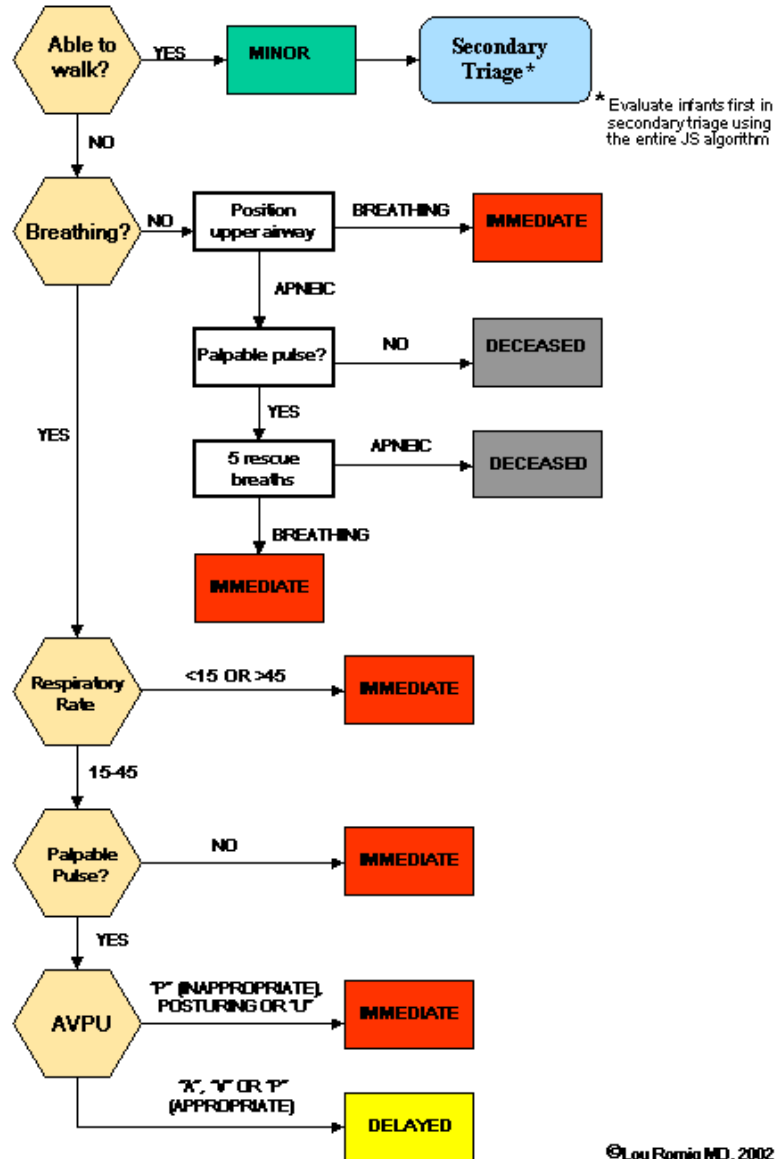 Able to
walk?
YES
MINOR
Secondary
Triage*
* Evaluate infants first in
secondary triage using
the entire JS algorithm
NO
Breathing?
NO
Position
upper airway
BREATHING
IMMEDIATE
APNEIC
Palpable pulse?
NO
DECEASED
YES
5 rescue
breaths
APNEIC
DECEASED
BREATHING
IMMEDIATE
YES
Respiratory
Rate
<15 OR >45
IMMEDIATE
15-45
Palpable
Pulse?
NO
IMMEDIATE
YES
AVPU
"P" (INAPPROPRIATE),
POSTURING OR "U"
IMMEDIATE
"A", "V" OR "P"
(APPROPRIATE)
DELAYED
©Lou Romig MD, 2002